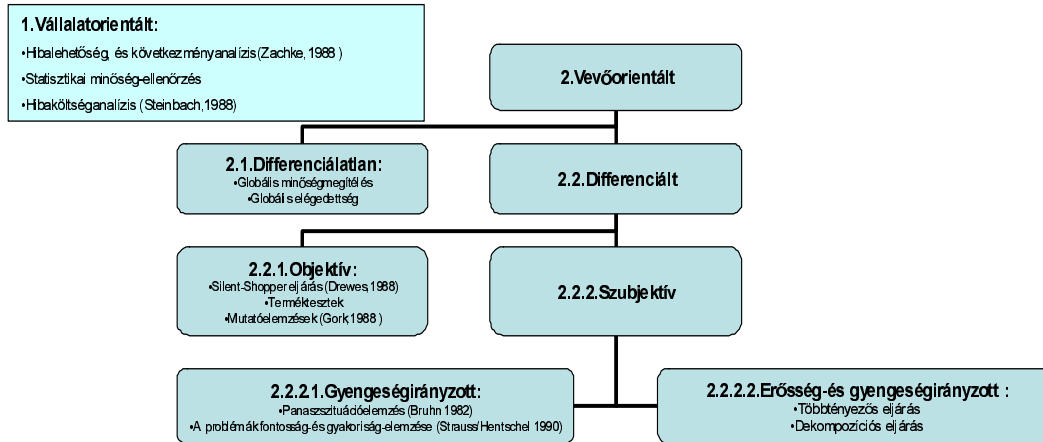 1.Vállalatorientált:
•Hibalehetőség, és következményanalízis(Zachke, 1988 )
•Statisztikai minőség-ellenőrzés
•Hibaköltséganalízis (Steinbach,1988)
2.Vevőorientált
2.1.Differenciálatlan:
•Globális minőségmegítélés
•Globális elégedettség
2.2.Differenciált
2.2.1.Objektív:
•Silent-Shopper eljárás (Drewes,1988)
•Terméktesztek
•Mutatóelemzések (Gork,1988 )
2.2.2.Szubjektív
2.2.2.1.Gyengeségirányzott:
•Panaszszituációelemzés (Bruhn 1982)
•A problémák fontosság-és gyakoriság-elemzése (Strauss/Hentschel 1990)
2.2.2.2.Erősség-és gyengeségirányzott :
•Többtényezős eljárás
•Dekompozíciós eljárás